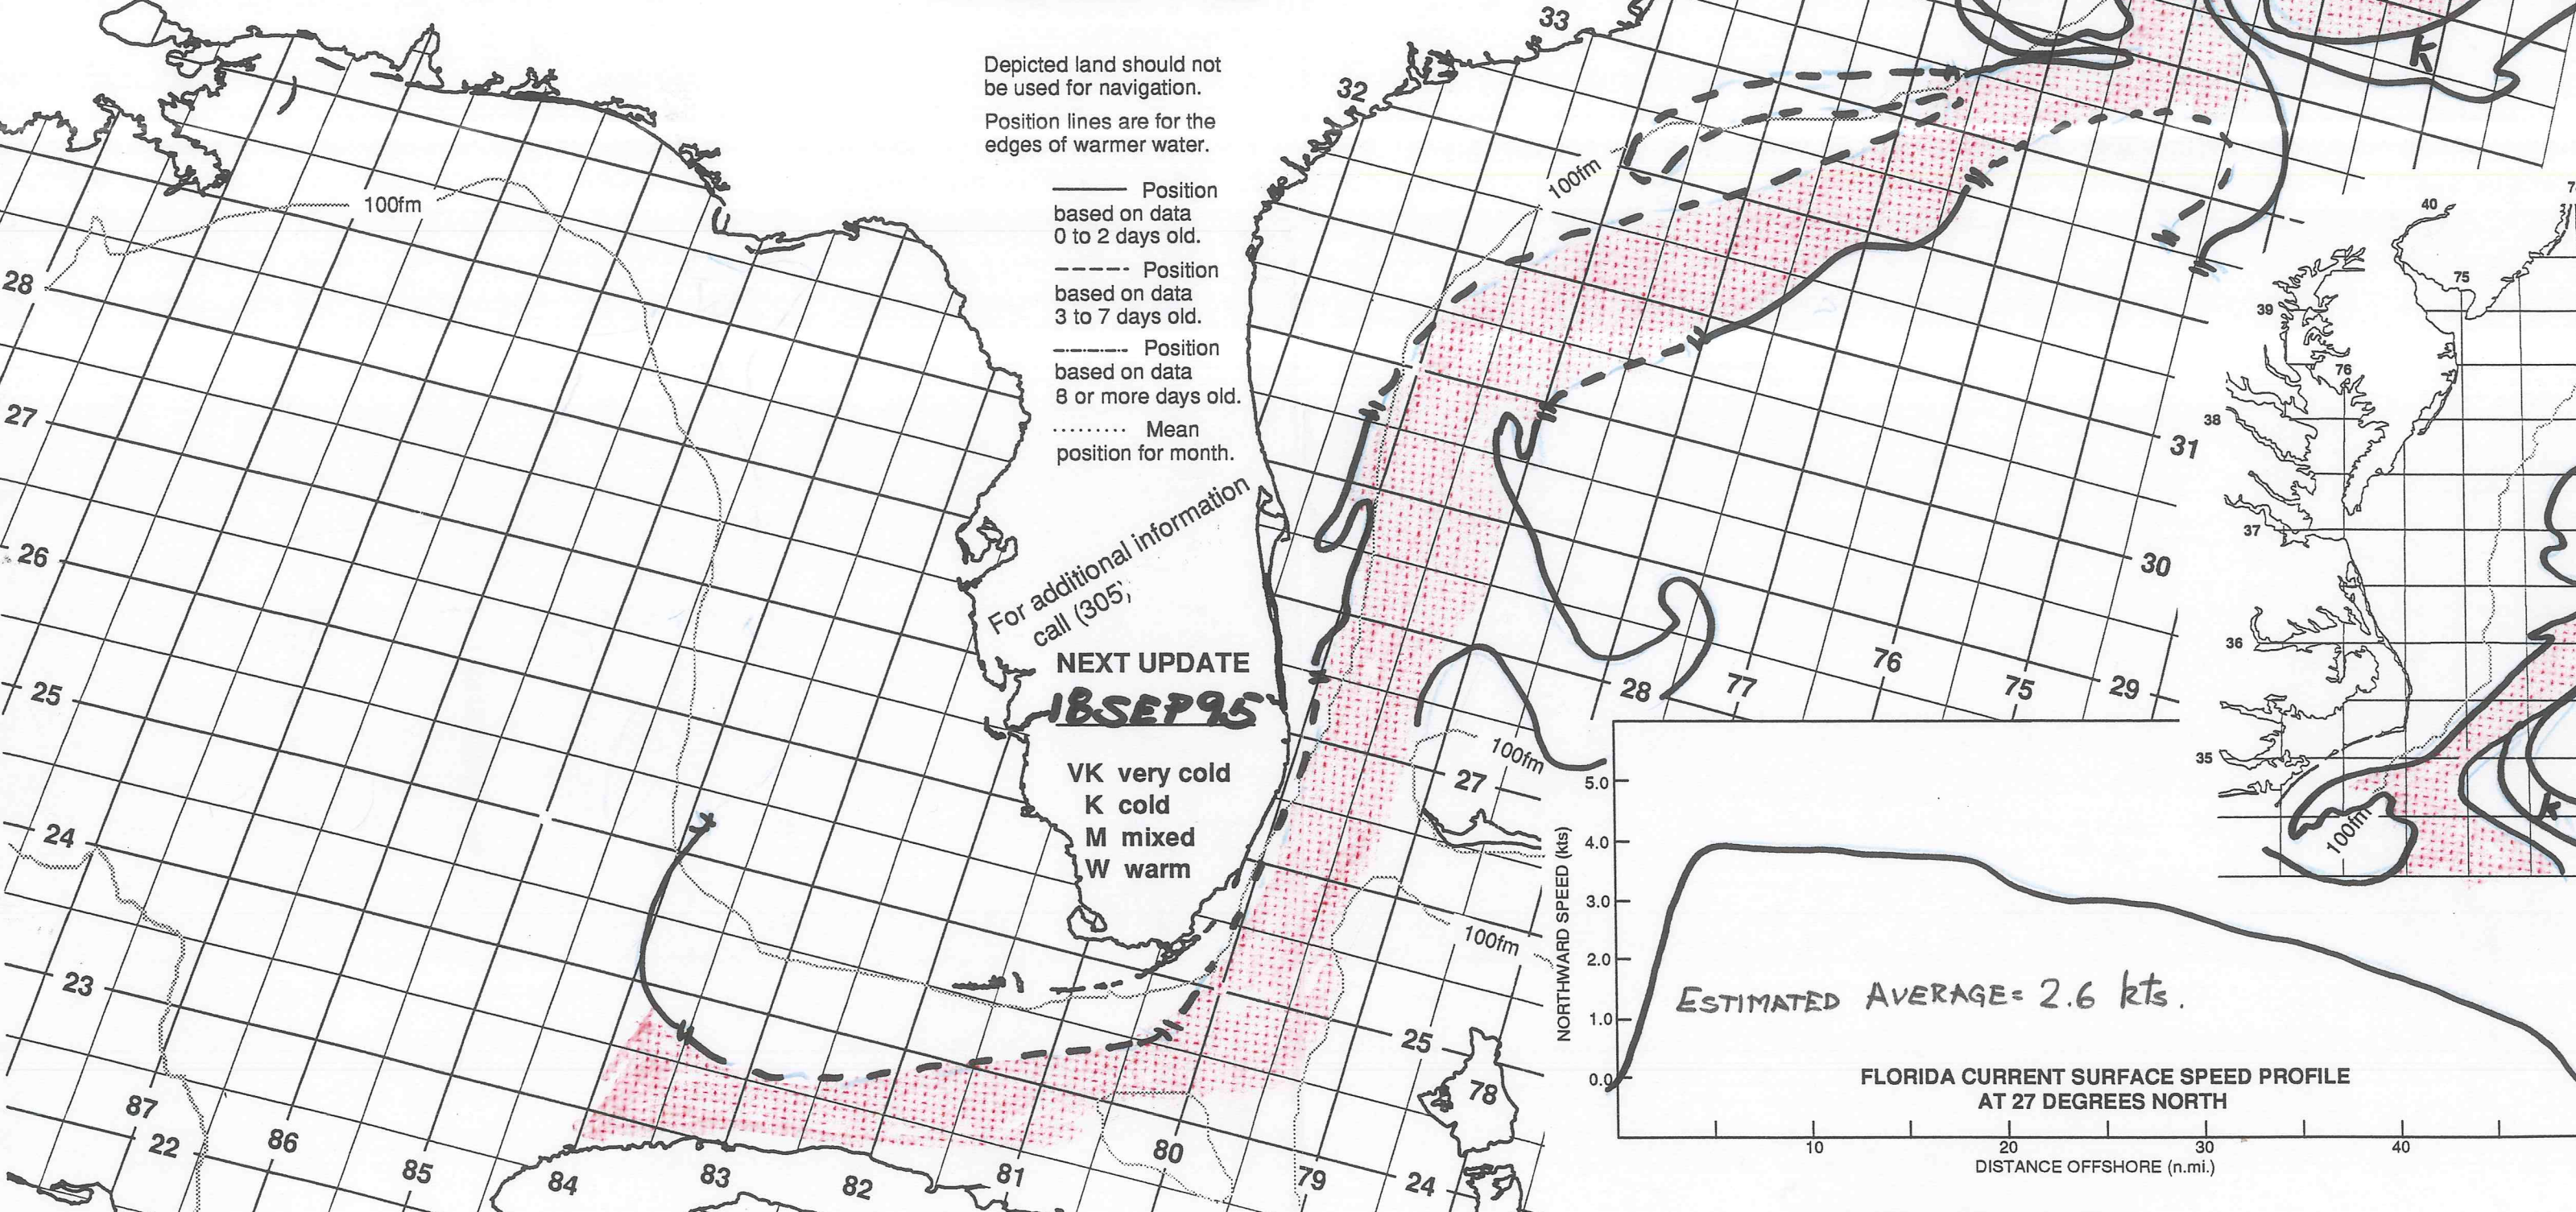 33
32
Depicted land should not
be used for navigation.
Position lines are for the
edges of warmer water.
Position
based on data
0 to 2 days old.
Position
based on data
3 to 7 days old.
Position
based on data
8 or more days old.
Mean
position for month.
For additional information
call (305)
NEXT UPDATE
18SEP95
VK very cold
K cold
M mixed
W warm
100fm
28
27
26
25
24
23
22
87
86
85
84
83
82
81
80
79
78
24
25
100fm
100fm
27
100fm
28
77
76
75
29
30
31
K
40
75
39
76
38
37
36
35
100fm
K
NORTHWARD SPEED (kts)
5.0
4.0
3.0
2.0
1.0
0.0
ESTIMATED AVERAGE= 2.6 kts.
FLORIDA CURRENT SURFACE SPEED PROFILE
AT 27 DEGREES NORTH
10
20
30
40
DISTANCE OFFSHORE (n.mi.)